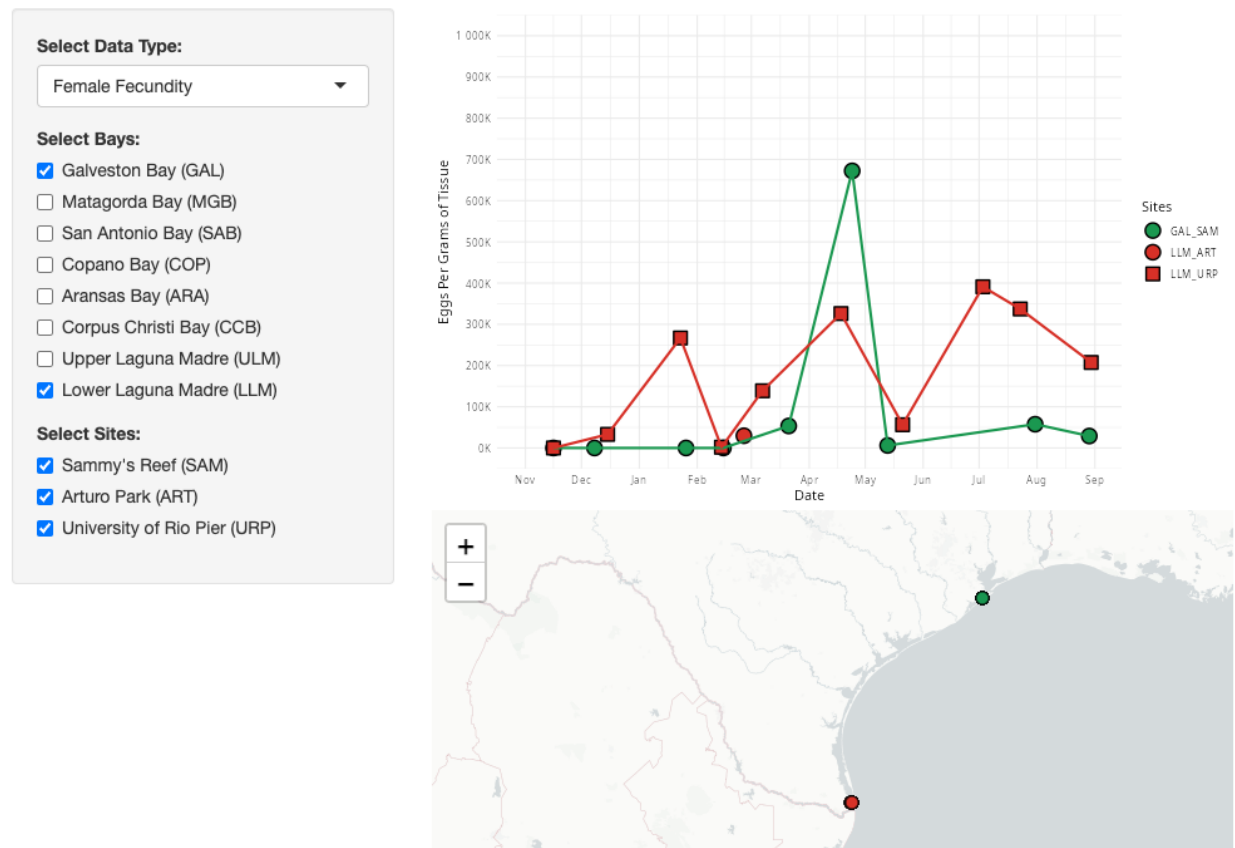 Select Data Type:
Female Fecundity
Select Bays:
Galveston Bay (GAL)
Matagorda Bay (MGB)
San Antonio Bay (SAB)
Copano Bay (COP)
Aransas Bay (ARA)
Corpus Christi Bay (CCB)
Upper Laguna Madre (ULM)
Lower Laguna Madre (LLM)
Select Sites:
Sammy's Reef (SAM)
Arturo Park (ART)
University of Rio Pier (URP)
Eggs Per Grams of Tissue
1 000K
900K
800K
700K
600K
500K
400K
300K
200K
100K
0K
Nov Dec Jan Feb Mar Apr May Jun Jul Aug Sep
Date
Sites
GAL_SAM
LLM_ART
LLM_URP
+
−